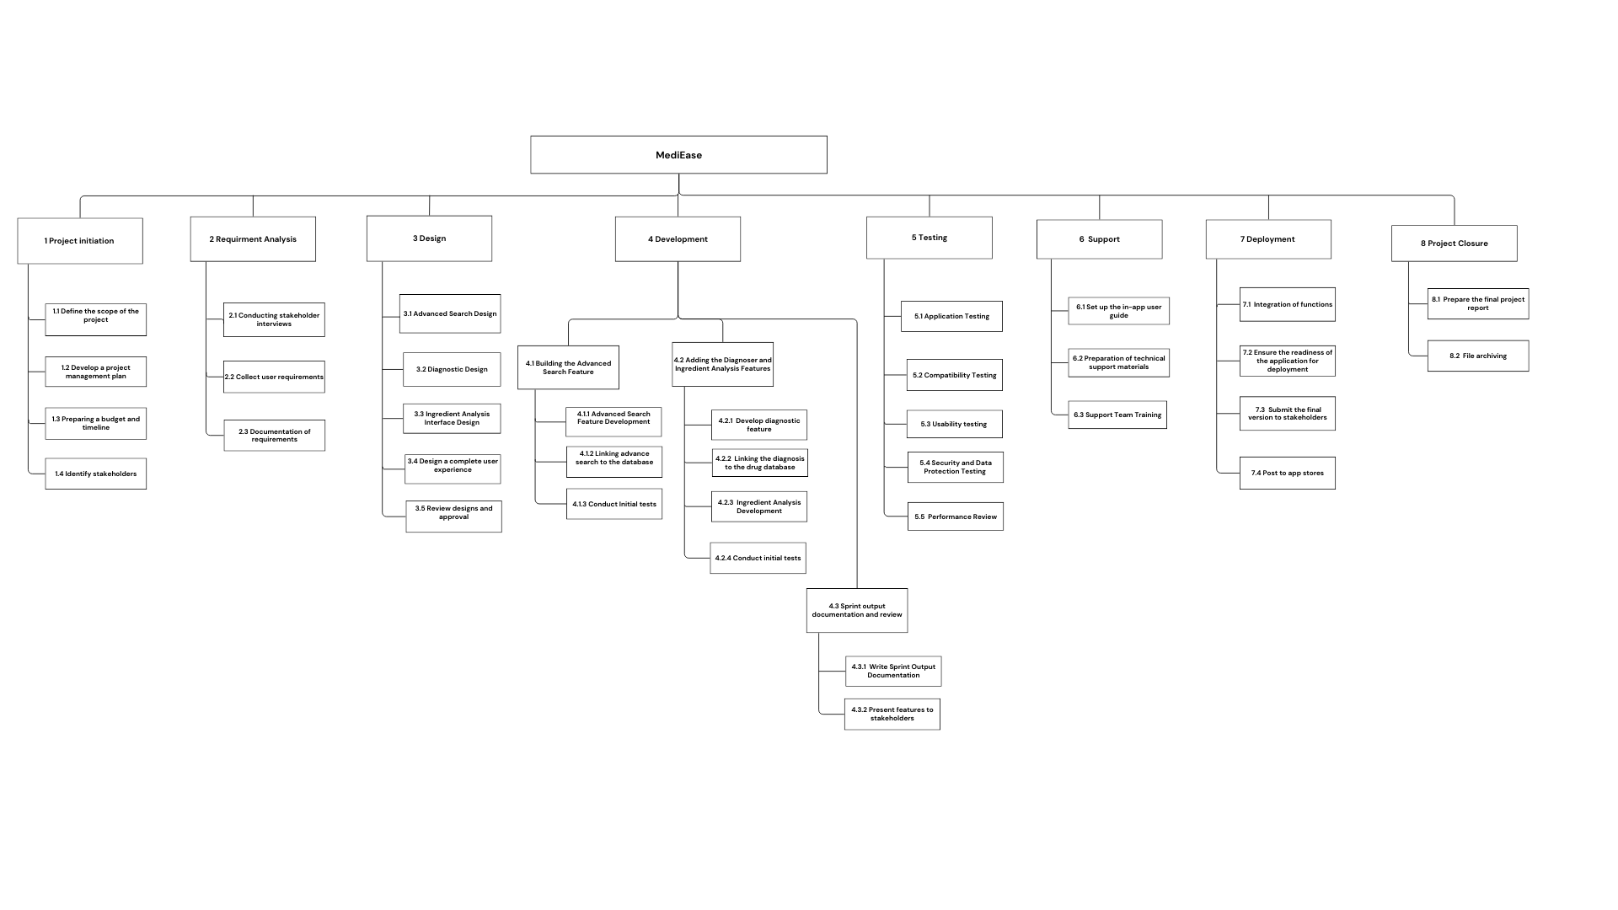 MediEase
1 Project initiation
1.1 Define the scope of the
project
1.2 Develop a project
management plan
1.3 Preparing a budget and
timeline
1.4 Identify stakeholders
2 Requirment Analysis
2.1 Conducting stakeholder
interviews
2.2 Collect user requirements
2.3 Documentation of
requirements
3 Design
3.1 Advanced Search Design
3.2 Diagnostic Design
3.3 Ingredient Analysis
Interface Design
3.4 Design a complete user
experience
3.5 Review designs and
approval
4 Development
4.1 Building the Advanced
Search Feature
4.1.1 Advanced Search
Feature Development
4.1.2 Linking advance
search to the database
4.1.3 Conduct Initial tests
4.2 Adding the Diagnoser and
Ingredient Analysis Features
4.2.1 Develop diagnostic
feature
4.2.2 Linking the diagnosis
to the drug database
4.2.3 Ingredient Analysis
Development
4.2.4 Conduct initial tests
4.3 Sprint output
documentation and review
4.3.1 Write Sprint Output
Documentation
4.3.2 Present features to
stakeholders
5 Testing
5.1 Application Testing
5.2 Compatibility Testing
5.3 Usability testing
5.4 Security and Data
Protection Testing
5.5 Performance Review
6 Support
6.1 Set up the in-app user
guide
6.2 Preparation of technical
support materials
6.3 Support Team Training
7 Deployment
7.1 Integration of functions
7.2 Ensure the readiness of
the application for
deployment
7.3 Submit the final
version to stakeholders
7.4 Post to app stores
8 Project Closure
8.1 Prepare the final project
report
8.2 File archiving